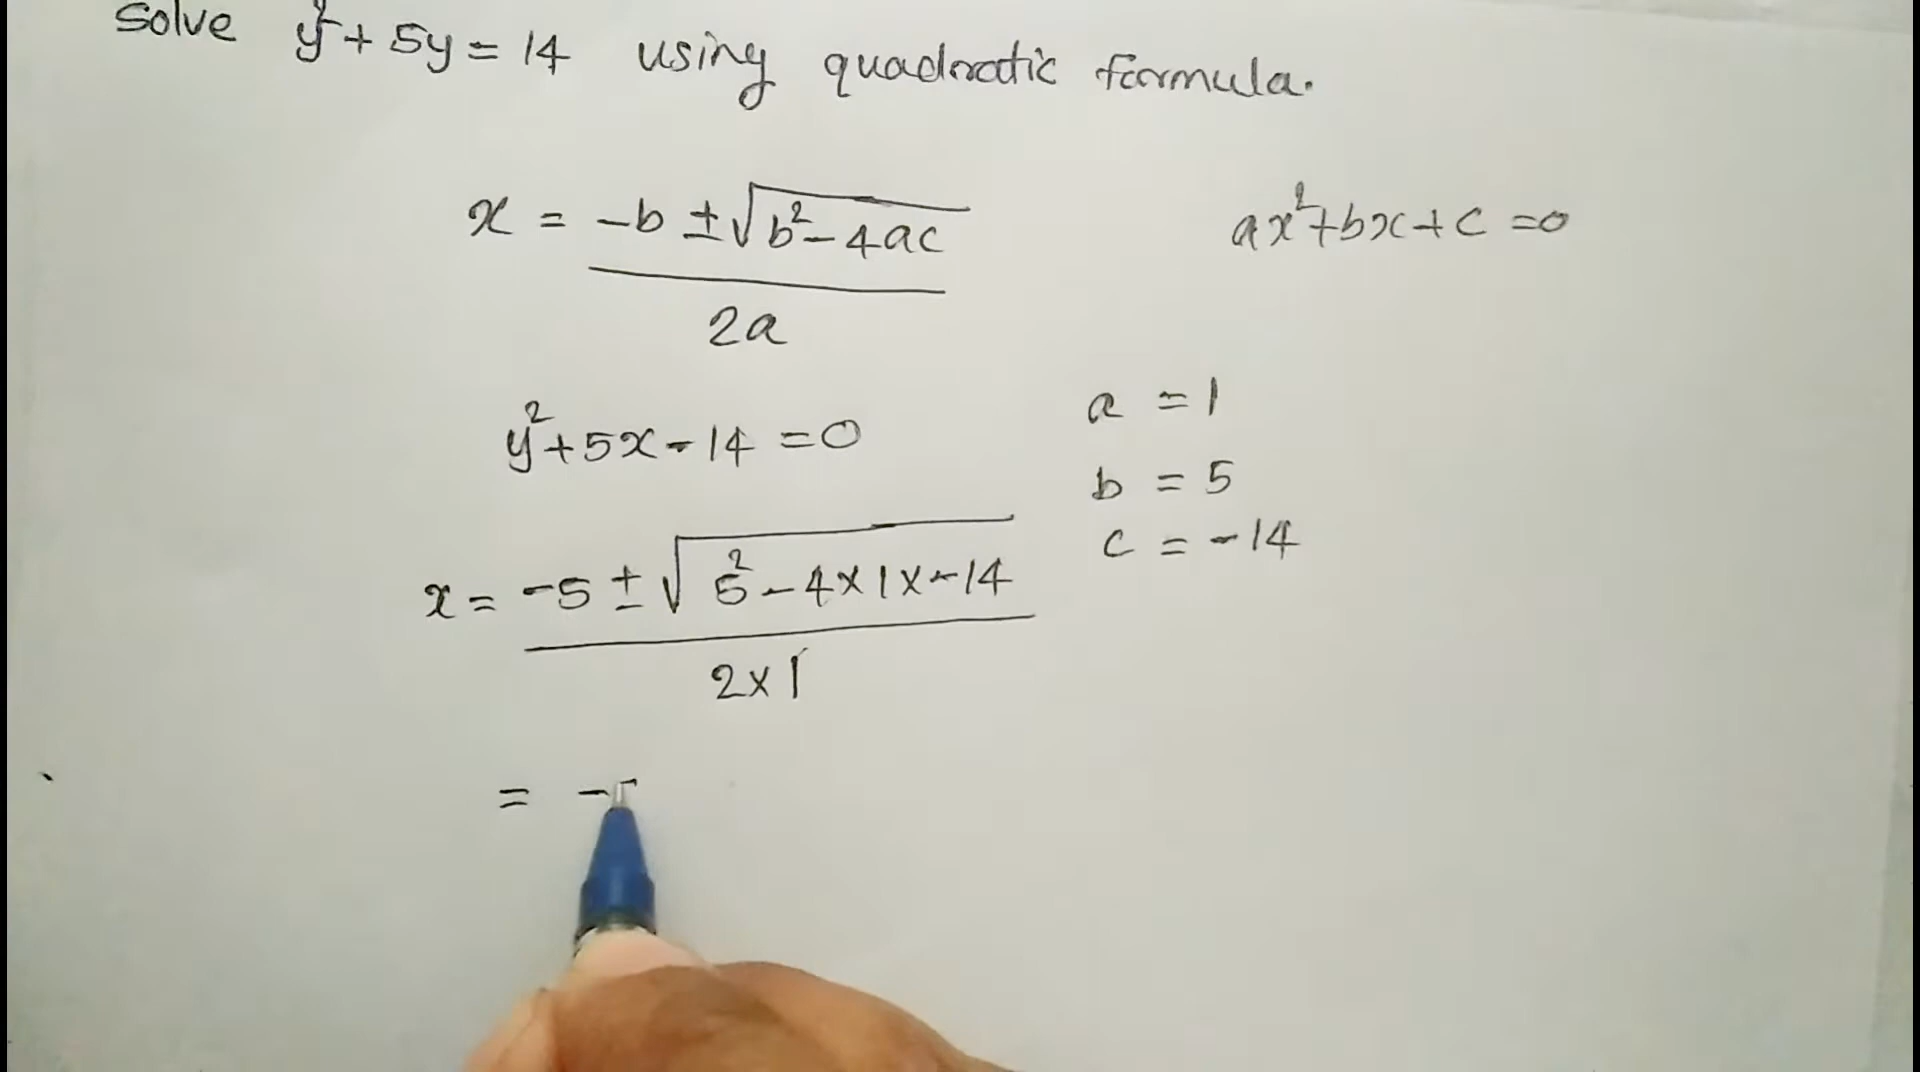 Solve y²+5y=14 using quadratic formula.
x = -b ±√b²-4ac
2a
ax²+bx+c=0
y²+5x-14=0
a = 1
b = 5
c = -14
x = -5 ±√5²-4×1×-14
2×1
= -